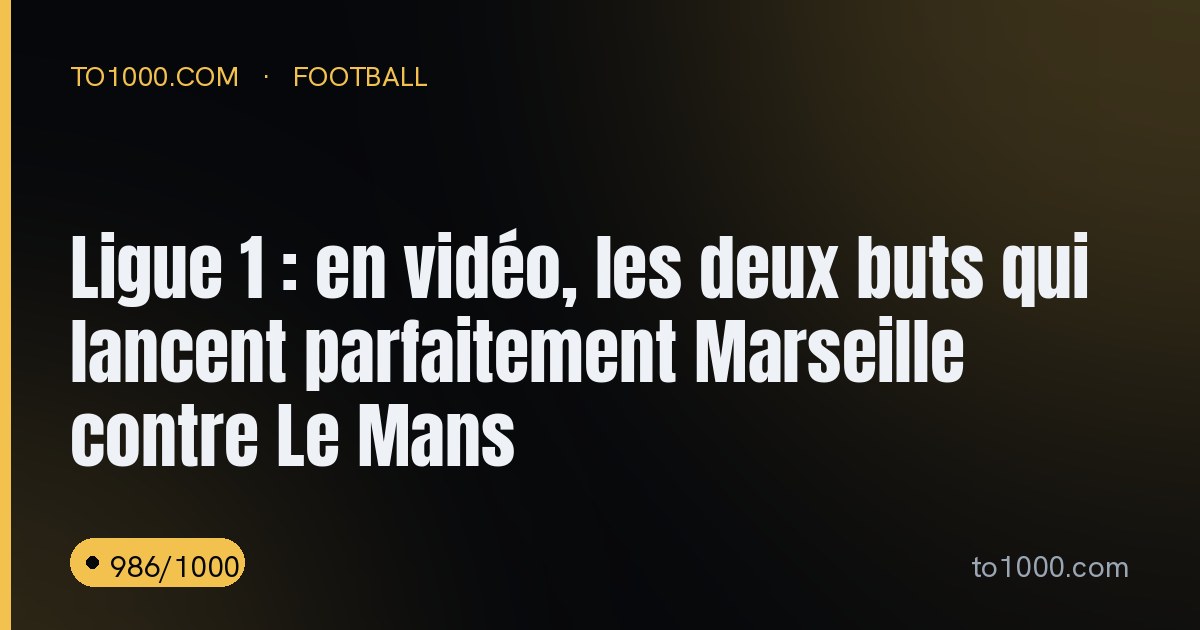 TO1000.COM · FOOTBALL
Ligue 1 : en vidéo, les deux buts qui
lancent parfaitement Marseille
contre Le Mans
986/1000
to1000.com